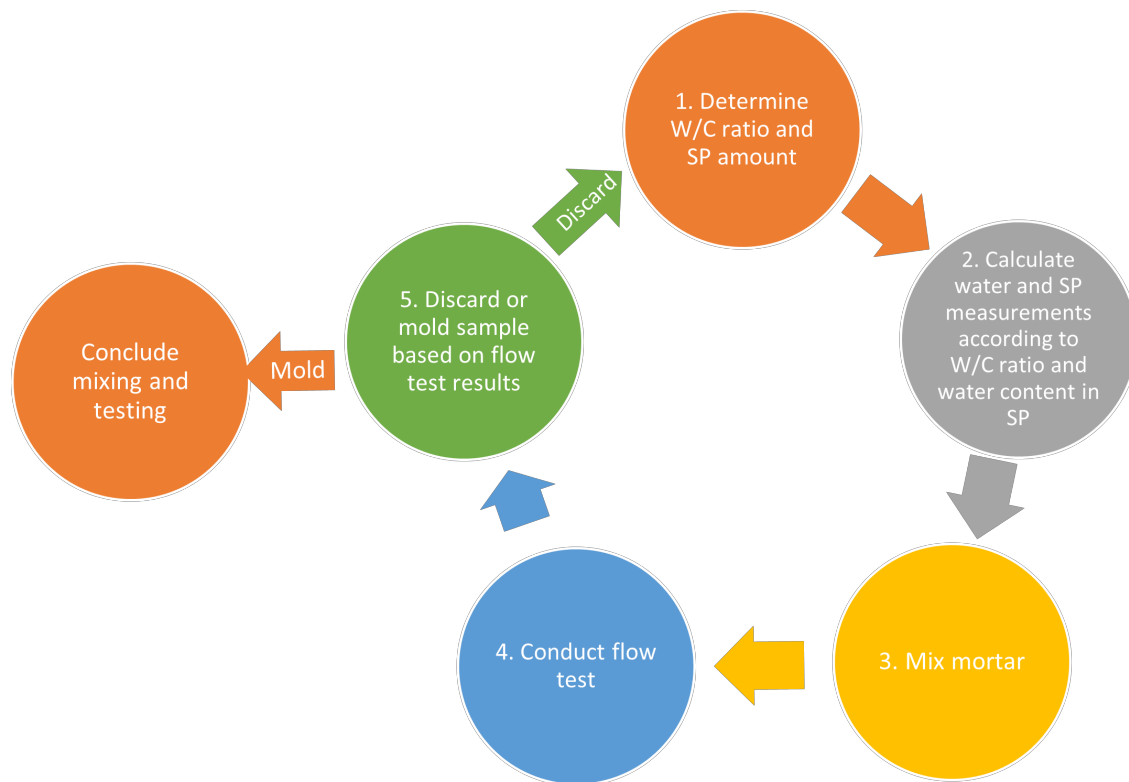 1. Determine
W/C ratio and
SP amount
2. Calculate
water and SP
measurements
according to
W/C ratio and
water content in
SP
3. Mix mortar
4. Conduct flow
test
5. Discard or
mold sample
based on flow
test results
Discard
Mold
Conclude
mixing and
testing